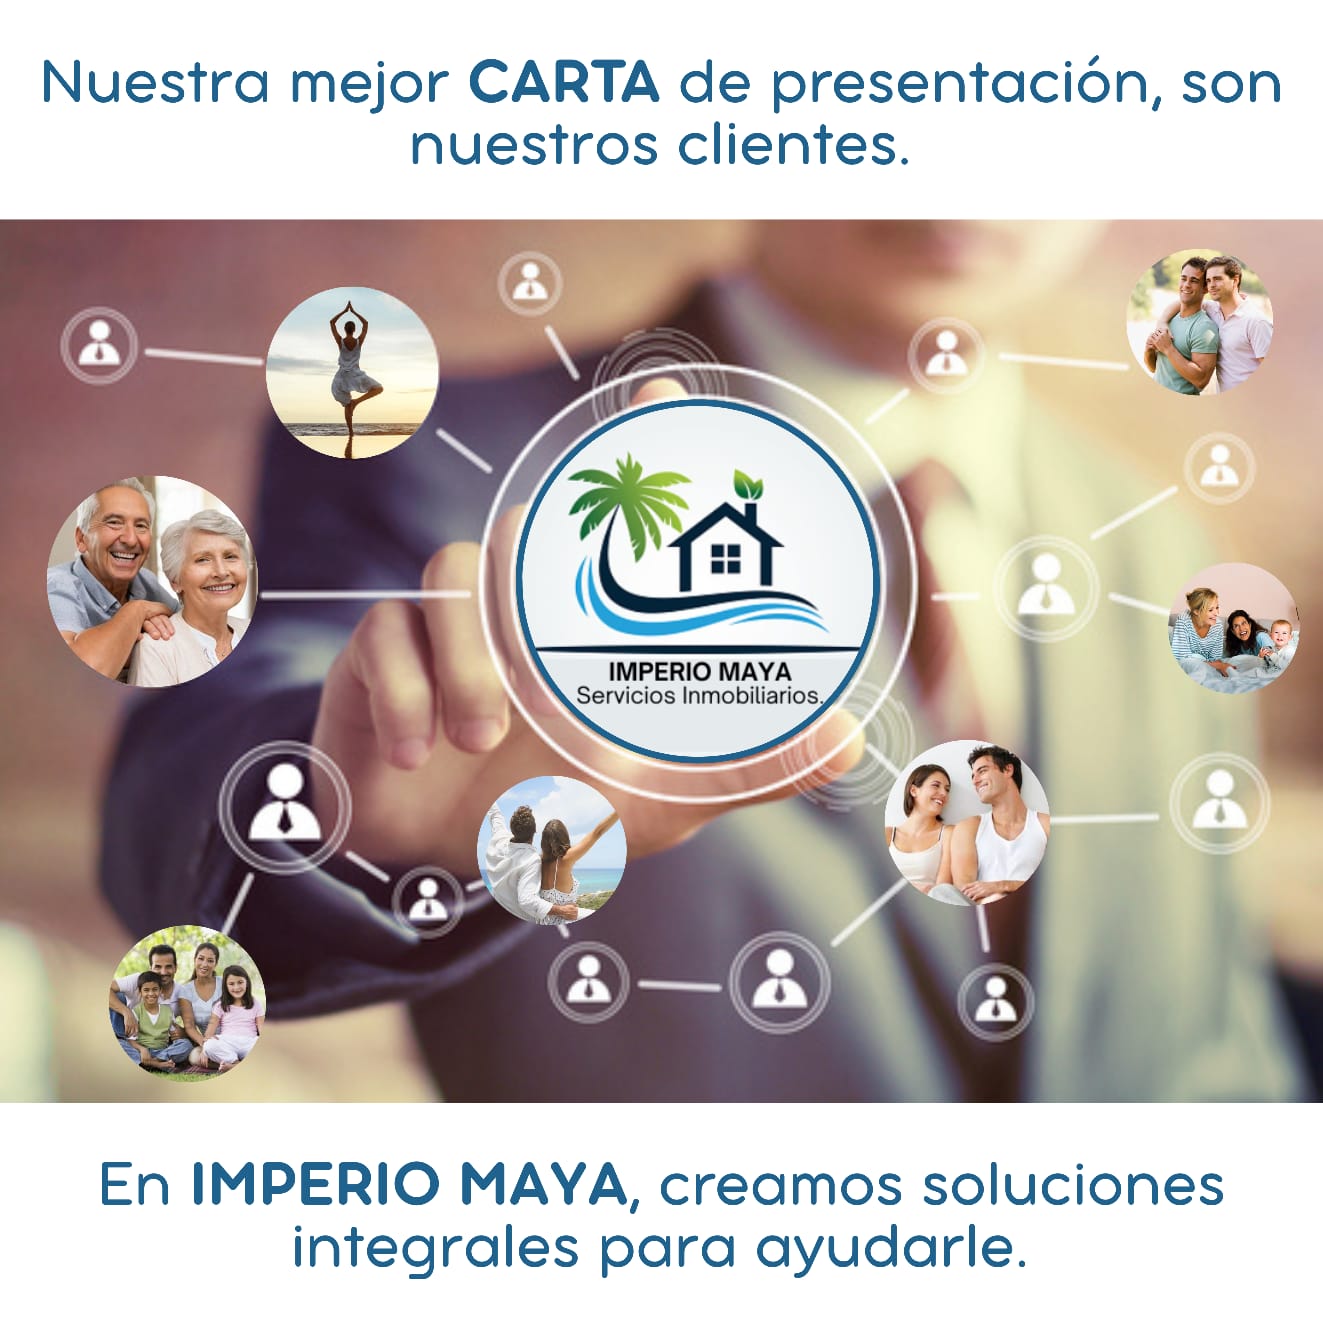 Nuestra mejor CARTA de presentación, son
nuestros clientes.
IMPERIO MAYA
Servicios Inmobiliarios.
En IMPERIO MAYA, creamos soluciones
integrales para ayudarle.